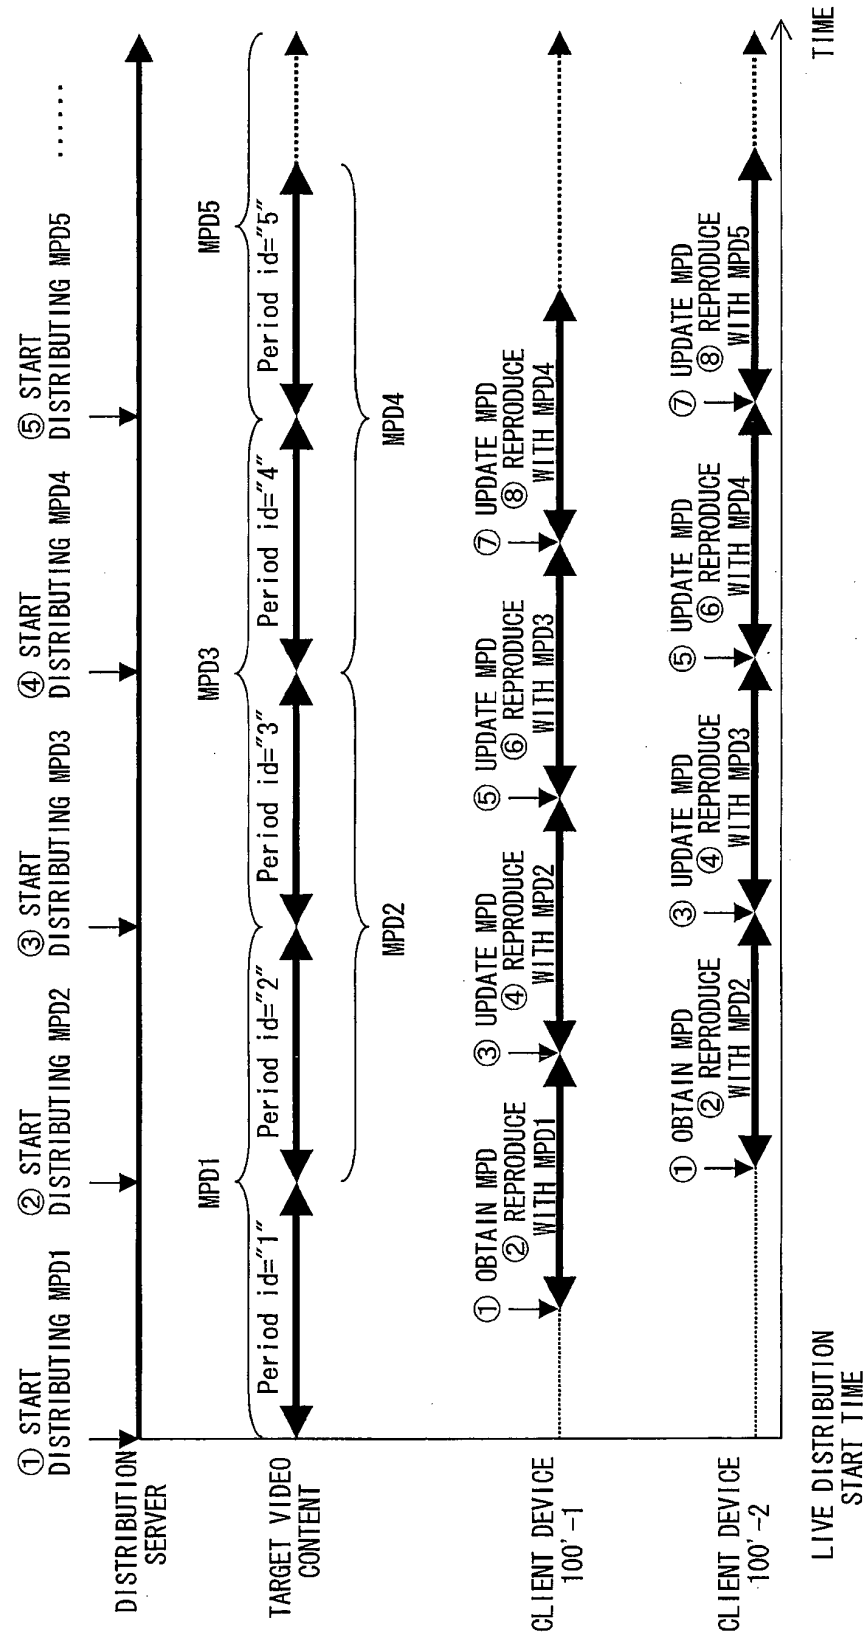 ① START
DISTRIBUTING MPD1
② START
DISTRIBUTING MPD2
③ START
DISTRIBUTING MPD3
④ START
DISTRIBUTING MPD4
⑤ START
DISTRIBUTING MPD5
......
DISTRIBUTION
SERVER
MPD1
MPD3
MPD5
TARGET VIDEO
CONTENT
Period id="1"
Period id="2"
Period id="3"
Period id="4"
Period id="5"
MPD2
MPD4
CLIENT DEVICE
100'-1
① OBTAIN MPD
② REPRODUCE
WITH MPD1
③ UPDATE MPD
④ REPRODUCE
WITH MPD2
⑤ UPDATE MPD
⑥ REPRODUCE
WITH MPD3
⑦ UPDATE MPD
⑧ REPRODUCE
WITH MPD4
CLIENT DEVICE
100'-2
① OBTAIN MPD
② REPRODUCE
WITH MPD2
③ UPDATE MPD
④ REPRODUCE
WITH MPD3
⑤ UPDATE MPD
⑥ REPRODUCE
WITH MPD4
⑦ UPDATE MPD
⑧ REPRODUCE
WITH MPD5
LIVE DISTRIBUTION
START TIME
TIME